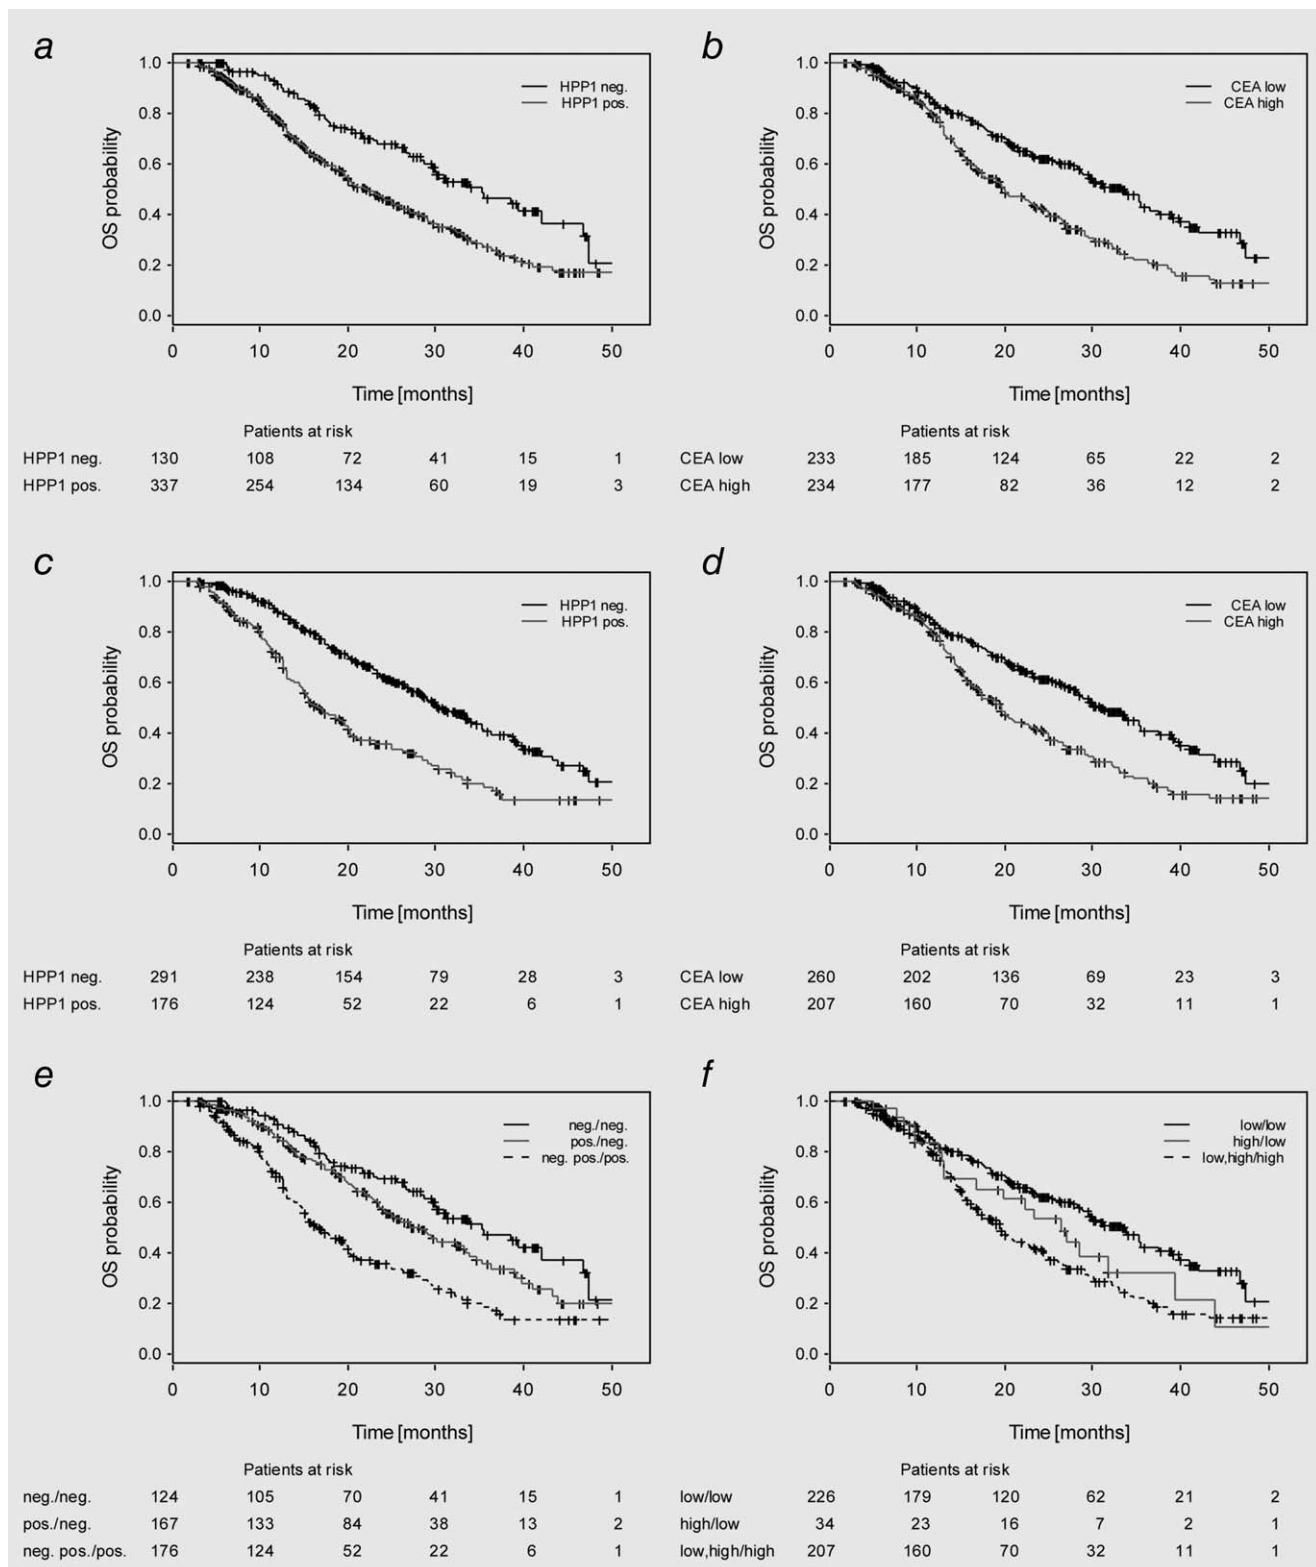 a
1.0
0.8
0.6
0.4
0.2
0.0
OS probability
HPP1 neg.
HPP1 pos.
0 10 20 30 40 50
Time [months]
Patients at risk
HPP1 neg. 130 108 72 41 15 1
HPP1 pos. 337 254 134 60 19 3
b
1.0
0.8
0.6
0.4
0.2
0.0
OS probability
CEA low
CEA high
0 10 20 30 40 50
Time [months]
Patients at risk
CEA low 233 185 124 65 22 2
CEA high 234 177 82 36 12 2
c
1.0
0.8
0.6
0.4
0.2
0.0
OS probability
HPP1 neg.
HPP1 pos.
0 10 20 30 40 50
Time [months]
Patients at risk
HPP1 neg. 291 238 154 79 28 3
HPP1 pos. 176 124 52 22 6 1
d
1.0
0.8
0.6
0.4
0.2
0.0
OS probability
CEA low
CEA high
0 10 20 30 40 50
Time [months]
Patients at risk
CEA low 260 202 136 69 23 3
CEA high 207 160 70 32 11 1
e
1.0
0.8
0.6
0.4
0.2
0.0
OS probability
neg./neg.
pos./neg.
neg. pos./pos.
0 10 20 30 40 50
Time [months]
Patients at risk
neg./neg. 124 105 70 41 15 1
pos./neg. 167 133 84 38 13 2
neg. pos./pos. 176 124 52 22 6 1
f
1.0
0.8
0.6
0.4
0.2
0.0
OS probability
low/low
high/low
low,high/high
0 10 20 30 40 50
Time [months]
Patients at risk
low/low 226 179 120 62 21 2
high/low 34 23 16 7 2 1
low,high/high 207 160 70 32 11 1